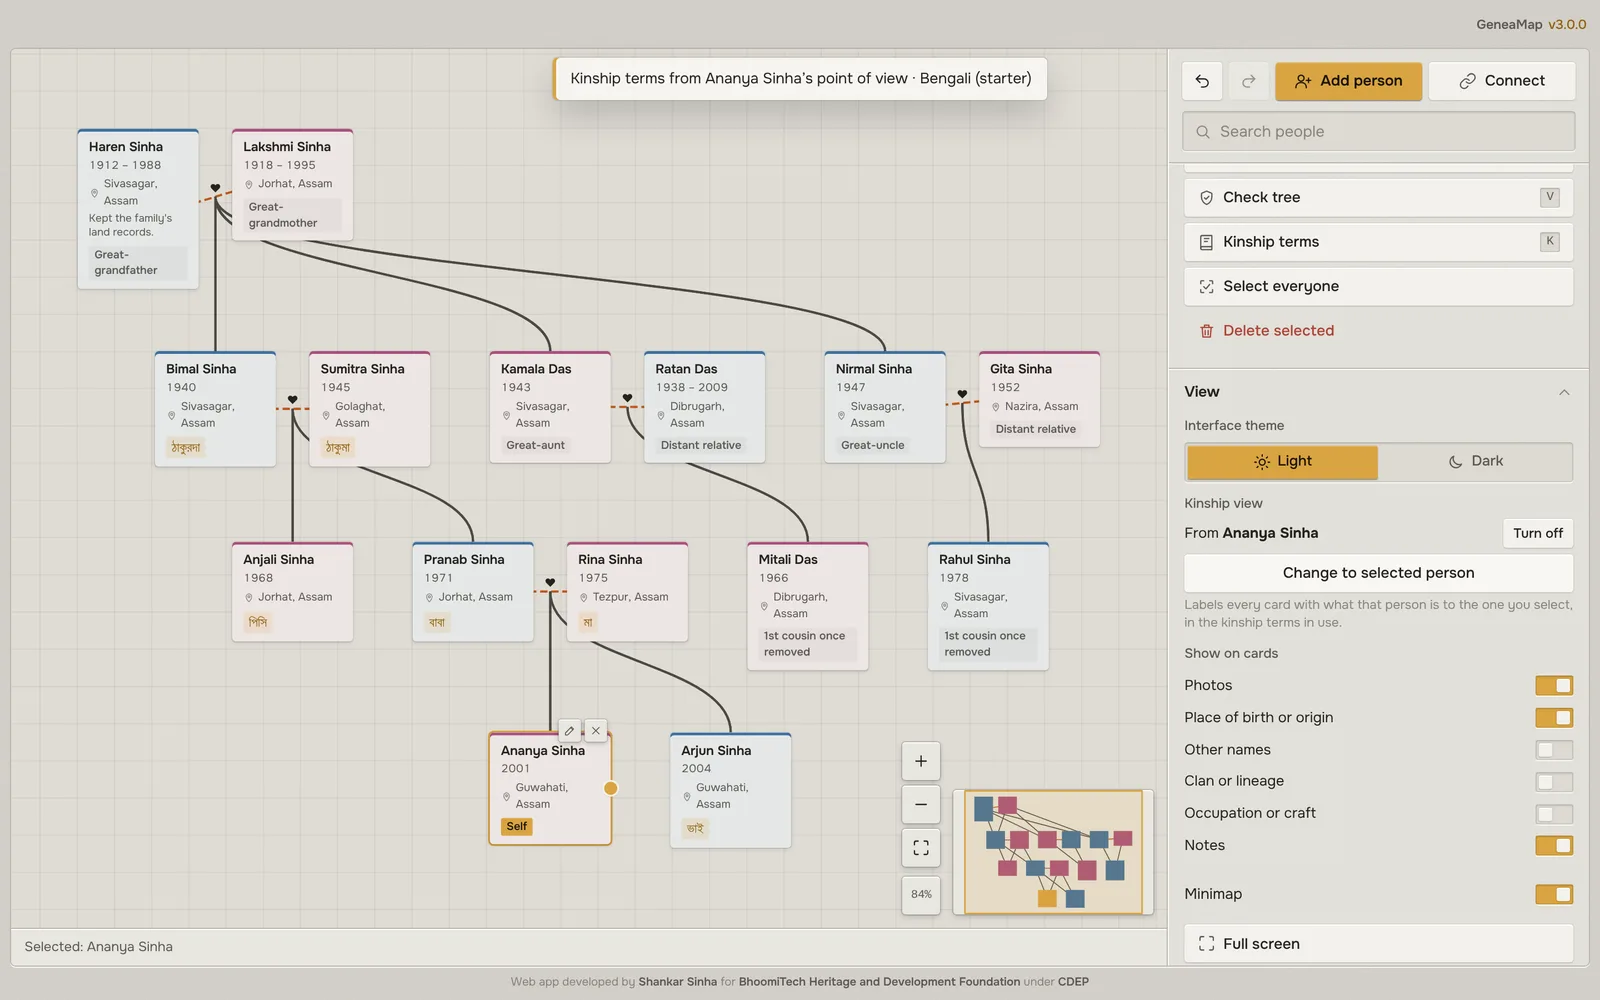 GeneaMap v3.0.0
Kinship terms from Ananya Sinha's point of view · Bengali (starter)
Add person
Connect
Search people
Haren Sinha
1912 – 1988
Sivasagar,
Assam
Kept the family's
land records.
Great-
grandfather
Lakshmi Sinha
1918 – 1995
Jorhat, Assam
Great-
grandmother
Bimal Sinha
1940
Sivasagar,
Assam
ঠাকুরদা
Sumitra Sinha
1945
Golaghat,
Assam
ঠাকুমা
Kamala Das
1943
Sivasagar,
Assam
Great-aunt
Ratan Das
1938 – 2009
Dibrugarh,
Assam
Distant relative
Nirmal Sinha
1947
Sivasagar,
Assam
Great-uncle
Gita Sinha
1952
Nazira, Assam
Distant relative
Anjali Sinha
1968
Jorhat, Assam
পিসি
Pranab Sinha
1971
Jorhat, Assam
বাবা
Rina Sinha
1975
Tezpur, Assam
মা
Mitali Das
1966
Dibrugarh,
Assam
1st cousin once
removed
Rahul Sinha
1978
Sivasagar,
Assam
1st cousin once
removed
Ananya Sinha
2001
Guwahati,
Assam
Self
Arjun Sinha
2004
Guwahati,
Assam
ভাই
84%
Selected: Ananya Sinha
Check tree V
Kinship terms K
Select everyone
Delete selected
View
Interface theme
Light
Dark
Kinship view
From Ananya Sinha
Turn off
Change to selected person
Labels every card with what that person is to the one you select,
in the kinship terms in use.
Show on cards
Photos
Place of birth or origin
Other names
Clan or lineage
Occupation or craft
Notes
Minimap
Full screen
Web app developed by Shankar Sinha for BhoomiTech Heritage and Development Foundation under CDEP